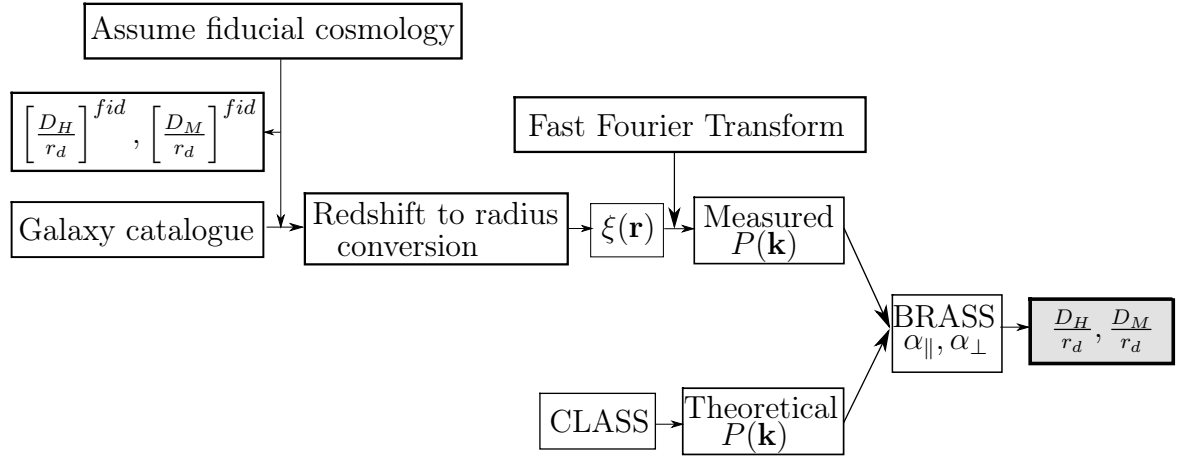 Assume fiducial cosmology
[D_H/r_d]^{fid}, [D_M/r_d]^{fid}
Fast Fourier Transform
Galaxy catalogue
Redshift to radius
conversion
ξ(r)
Measured
P(k)
BRASS
α_∥, α_⊥
D_H/r_d, D_M/r_d
CLASS
Theoretical
P(k)